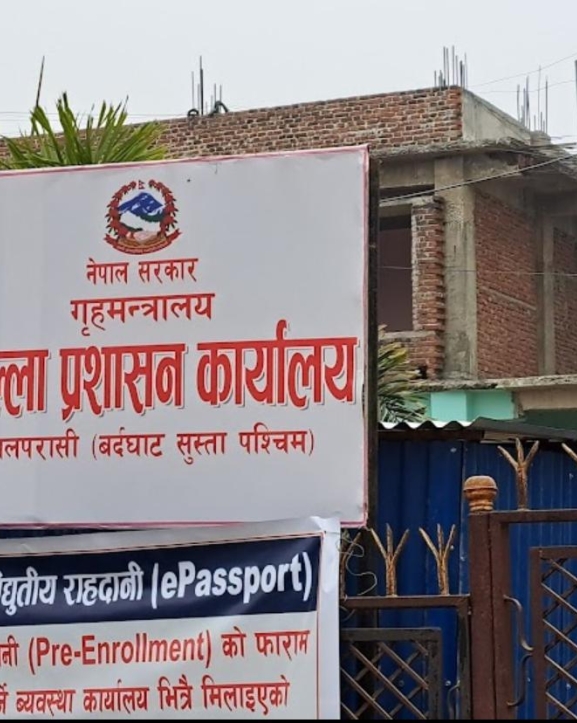 नेपाल सरकार
गृहमन्त्रालय
प्रशासन कार्यालय
(बर्दघाट सुस्ता पश्चिम)
राहदानी (ePassport)
(Pre-Enrollment) को फाराम
व्यवस्था कार्यालय भित्रै मिलाइएको